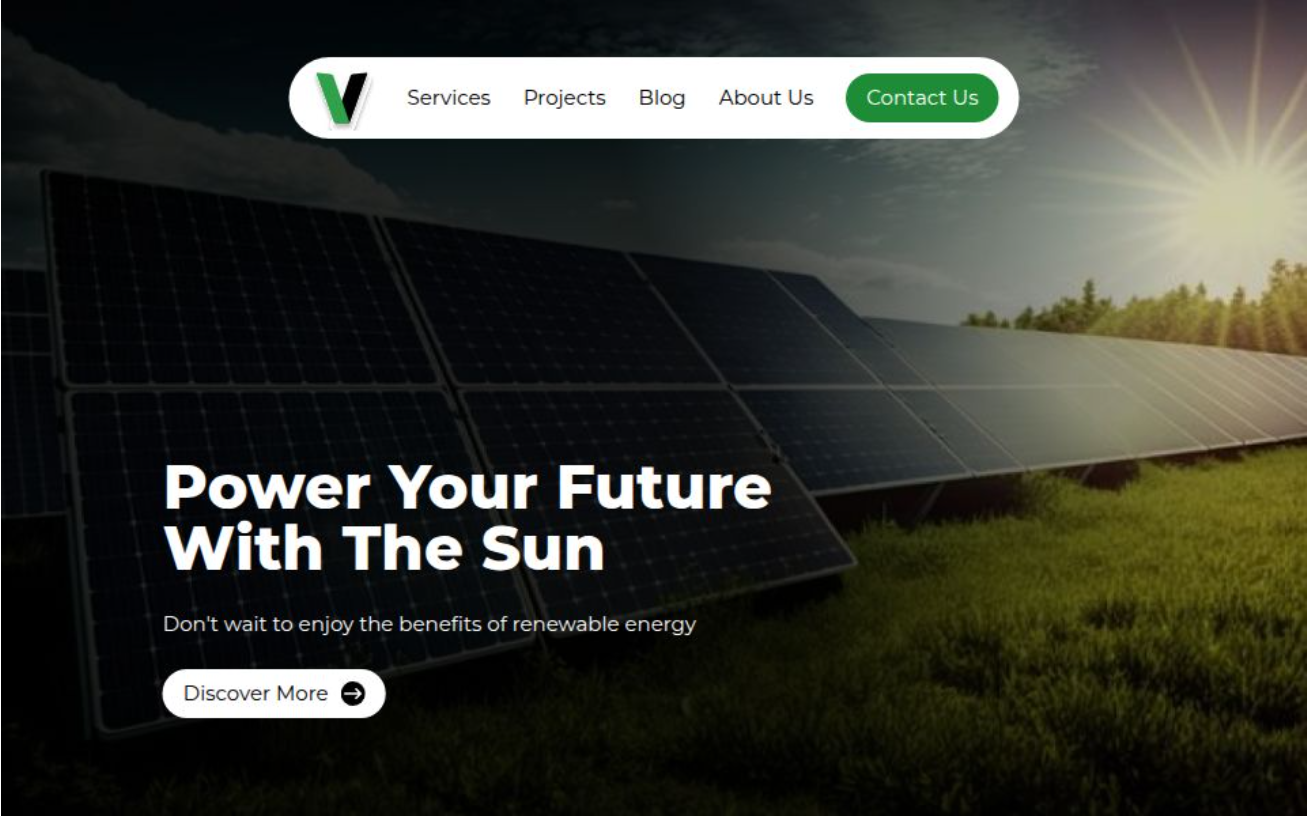 V
Services Projects Blog About Us Contact Us
Power Your Future
With The Sun
Don't wait to enjoy the benefits of renewable energy
Discover More